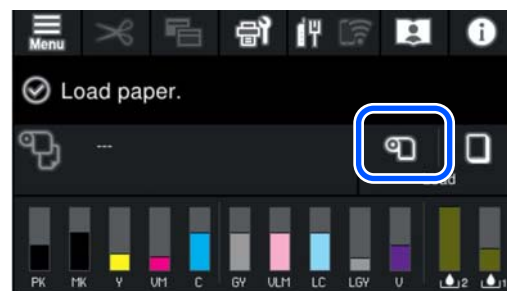 Menu
Load paper.
---
Load
PK MK Y VM C GY VLM LC LGY V 2 1